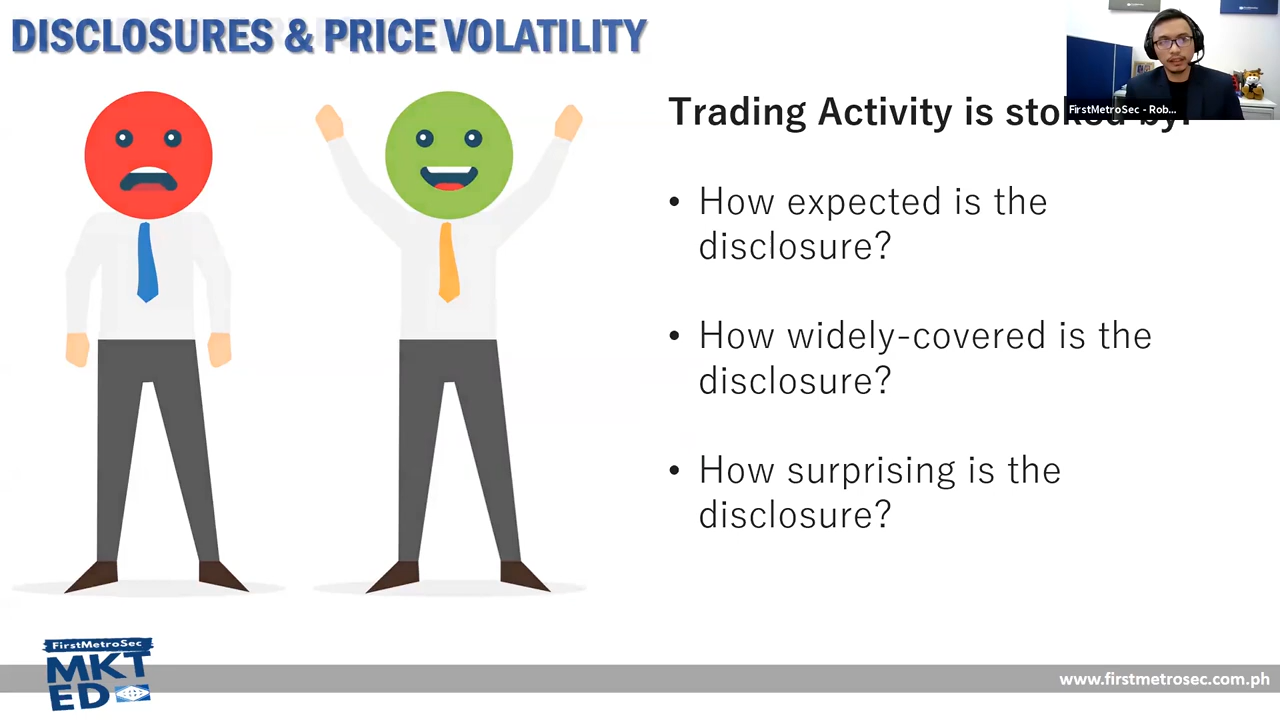 DISCLOSURES & PRICE VOLATILITY
FirstMetroSec - Rob...
Trading Activity is stoked by:
• How expected is the
disclosure?
• How widely-covered is the
disclosure?
• How surprising is the
disclosure?
FirstMetroSec
MKT
ED
www.firstmetrosec.com.ph